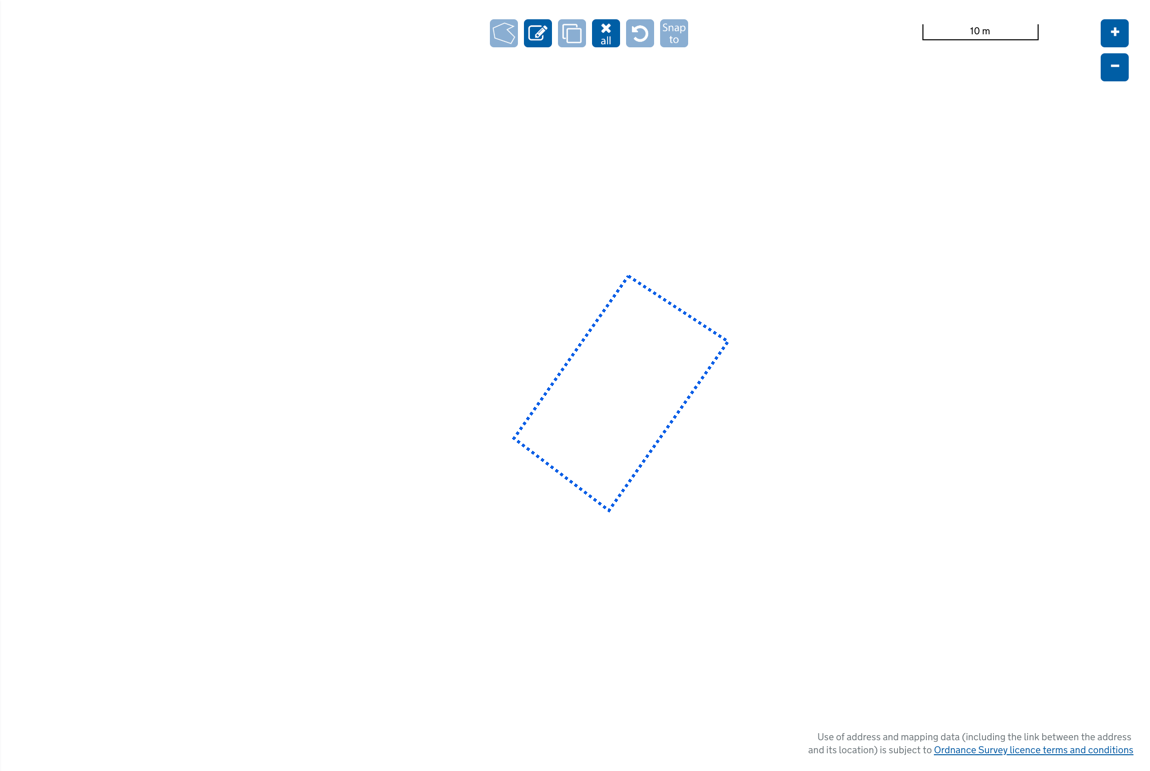 all
Snap
to
10 m
+
−
Use of address and mapping data (including the link between the address
and its location) is subject to Ordnance Survey licence terms and conditions